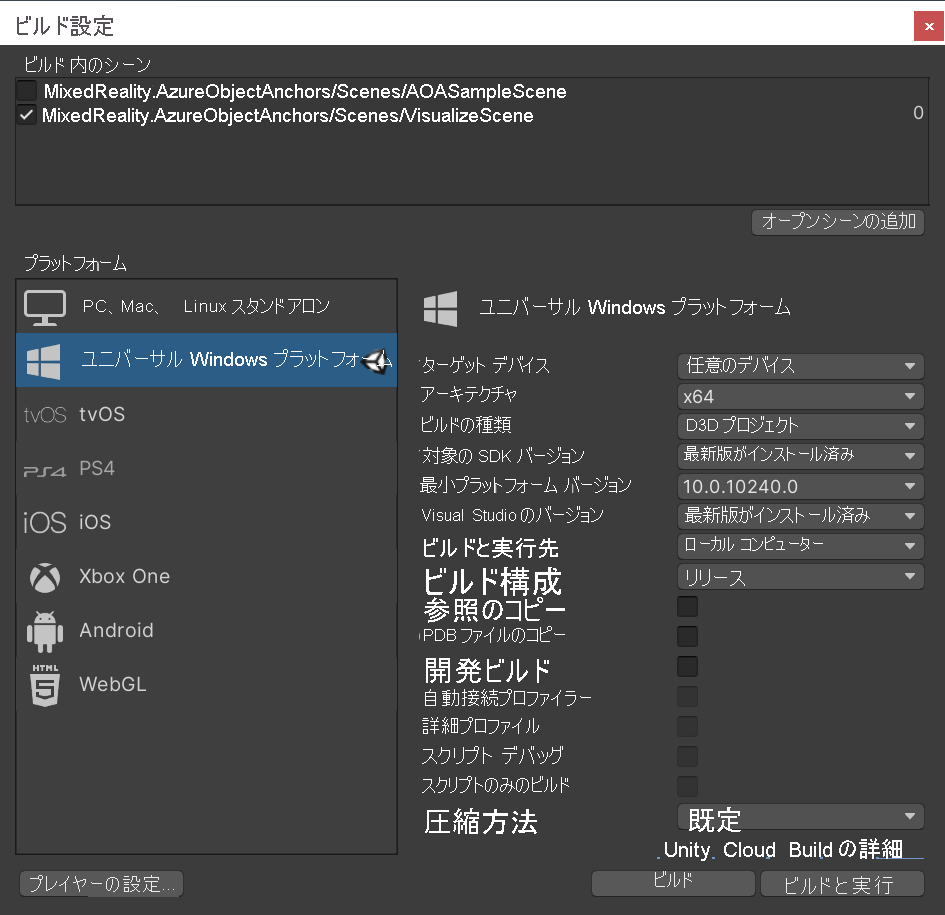 ビルド設定
ビルド 内のシーン
MixedReality.AzureObjectAnchors/Scenes/AOASampleScene
MixedReality.AzureObjectAnchors/Scenes/VisualizeScene 0
オープンシーンの追加
プラットフォーム
PC、Mac、 Linux スタンドアロン
ユニバーサル Windows プラットフォーム
tvOS tvOS
PS4 PS4
iOS iOS
Xbox One
Android
HTML 5 WebGL
ユニバーサル Windows プラットフォーム
ターゲット デバイス 任意のデバイス
アーキテクチャ x64
ビルドの種類 D3D プロジェクト
対象の SDK バージョン 最新版がインストール済み
最小プラットフォーム バージョン 10.0.10240.0
Visual Studioのバージョン 最新版がインストール済み
ビルドと実行先 ローカル コンピューター
ビルド構成 リリース
参照のコピー
PDB ファイルのコピー
開発ビルド
自動接続プロファイラー
詳細プロファイル
スクリプト デバッグ
スクリプトのみのビルド
圧縮方法 既定
Unity Cloud Build の詳細
プレイヤーの設定...
ビルド
ビルドと実行